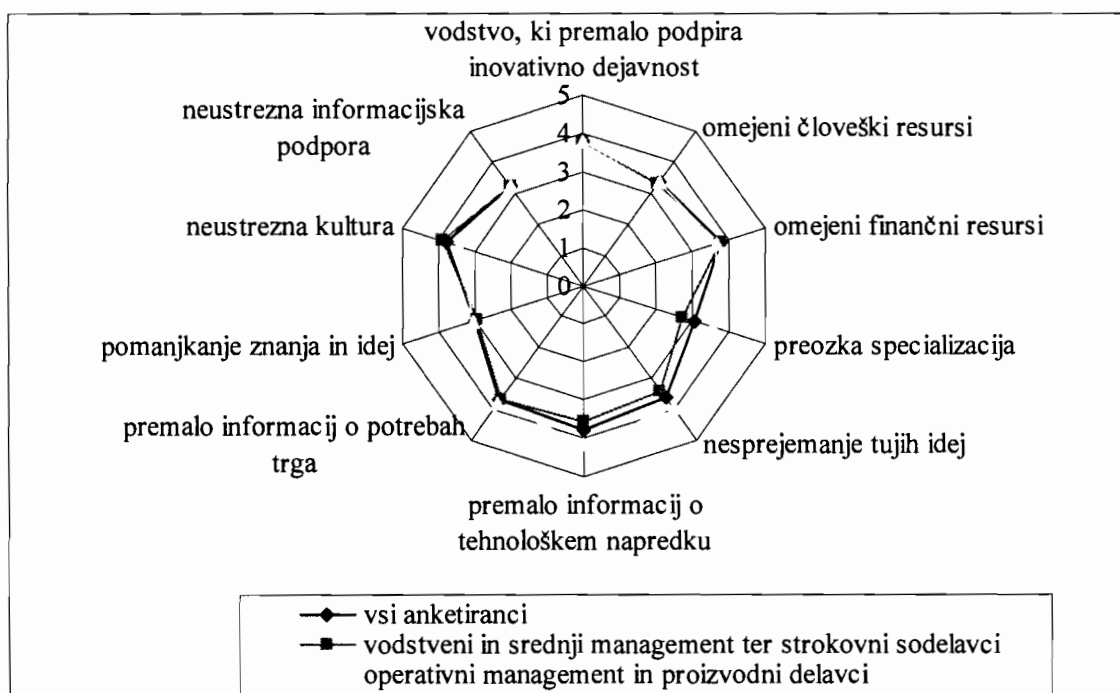 vodstvo, ki premalo podpira
inovativno dejavnost
neustrezna informacijska
podpora
omejeni človeški resursi
neustrezna kultura
omejeni finančni resursi
pomanjkanje znanja in idej
preozka specializacija
premalo informacij o potrebah
trga
nesprejemanje tujih idej
premalo informacij o
tehnološkem napredku
5
4
3
2
1
0
vsi anketiranci
vodstveni in srednji management ter strokovni sodelavci
operativni management in proizvodni delavci